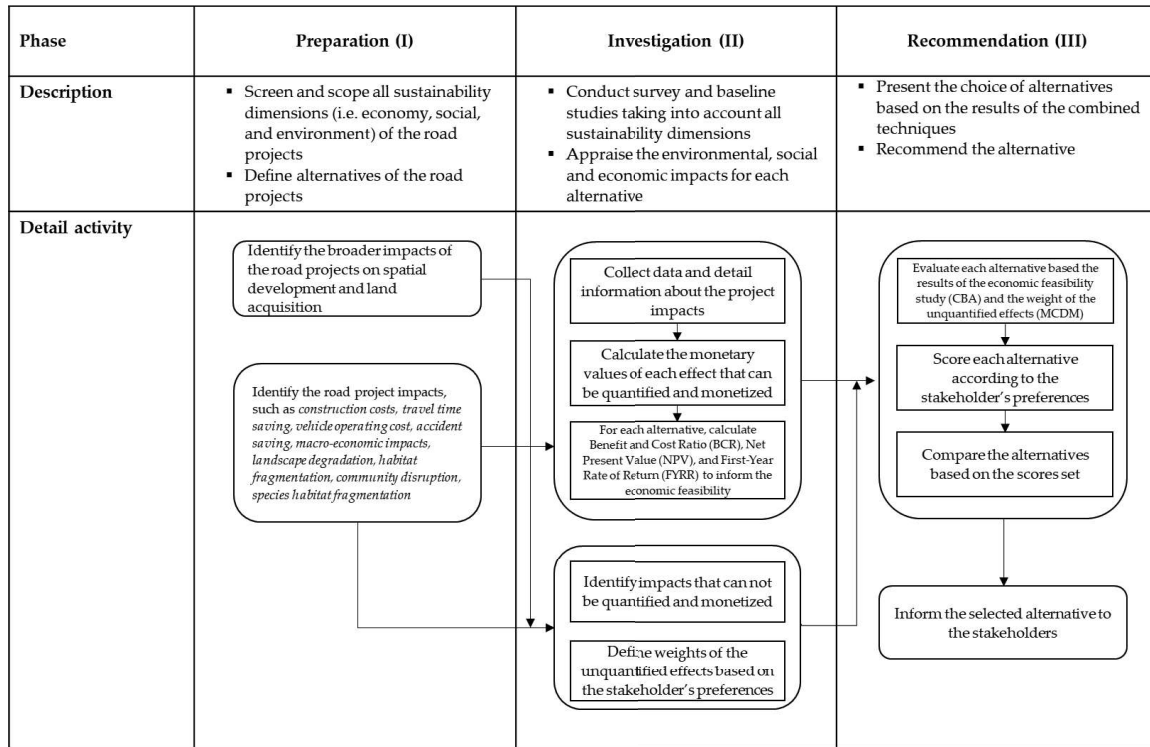 Phase
Preparation (I)
Investigation (II)
Recommendation (III)
Description
▪ Screen and scope all sustainability
dimensions (i.e. economy, social,
and environment) of the road
projects
▪ Define alternatives of the road
projects
▪ Conduct survey and baseline
studies taking into account all
sustainability dimensions
▪ Appraise the environmental, social
and economic impacts for each
alternative
▪ Present the choice of alternatives
based on the results of the combined
techniques
▪ Recommend the alternative
Detail activity
Identify the broader impacts of
the road projects on spatial
development and land
acquisition
Identify the road project impacts,
such as construction costs, travel time
saving, vehicle operating cost, accident
saving, macro-economic impacts,
landscape degradation, habitat
fragmentation, community disruption,
species habitat fragmentation
Collect data and detail
information about the project
impacts
Calculate the monetary
values of each effect that can
be quantified and monetized
For each alternative, calculate
Benefit and Cost Ratio (BCR), Net
Present Value (NPV), and First-Year
Rate of Return (FYRR) to inform the
economic feasibility
Identify impacts that can not
be quantified and monetized
Define weights of the
unquantified effects based on
the stakeholder's preferences
Evaluate each alternative based the
results of the economic feasibility
study (CBA) and the weight of the
unquantified effects (MCDM)
Score each alternative
according to the
stakeholder's preferences
Compare the alternatives
based on the scores set
Inform the selected alternative to
the stakeholders